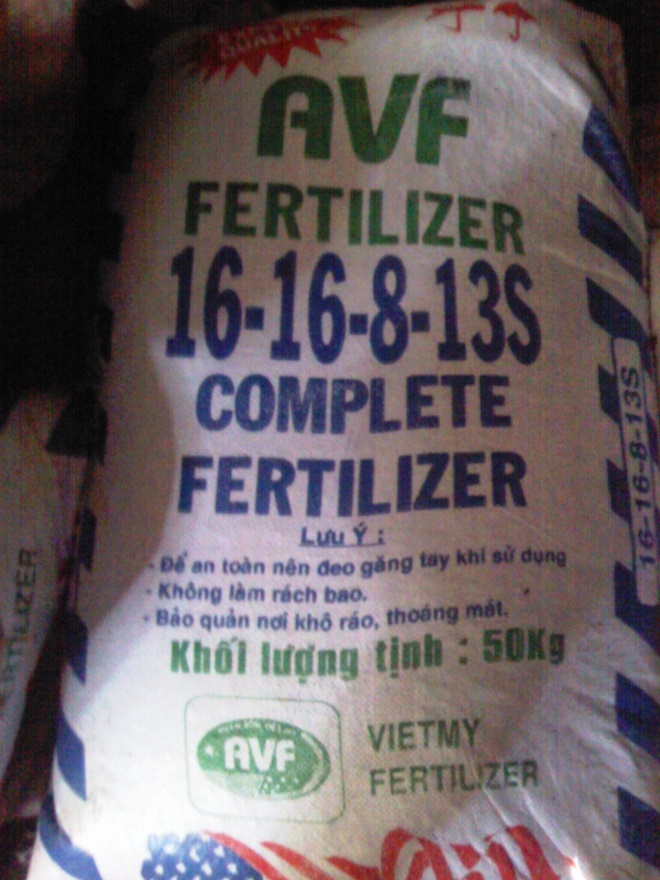 QUALITY
AVF
FERTILIZER
16-16-8-13S
COMPLETE
FERTILIZER
Lưu Ý :
- Để an toàn nên đeo găng tay khi sử dụng
- Không làm rách bao.
- Bảo quản nơi khô ráo, thoáng mát.
Khối lượng tịnh : 50Kg
AVF
VIETMY
FERTILIZER
16-16-8-13S
FERTILIZER